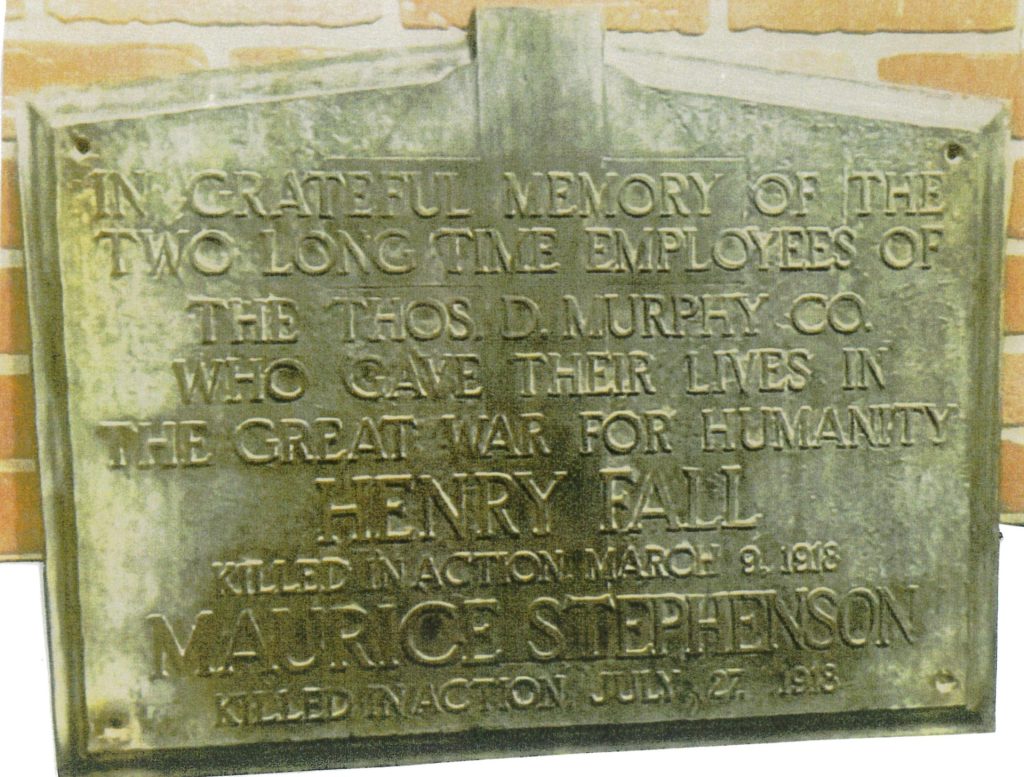 IN GRATEFUL MEMORY OF THE
TWO LONG TIME EMPLOYEES OF
THE THOS. D. MURPHY CO.
WHO GAVE THEIR LIVES IN
THE GREAT WAR FOR HUMANITY
HENRY FALL
KILLED IN ACTION. MARCH 9. 1918
MAURICE STEPHENSON
KILLED IN ACTION. JULY, 27. 1918